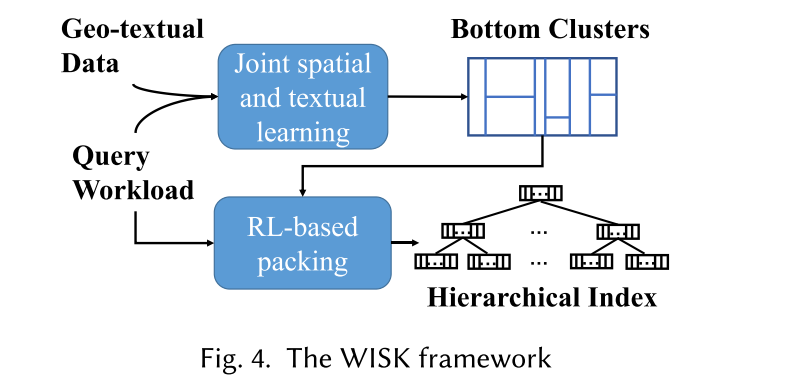 Geo-textual
Data
Joint spatial
and textual
learning
Bottom Clusters
Query
Workload
RL-based
packing
...
...
Hierarchical Index
Fig. 4. The WISK framework